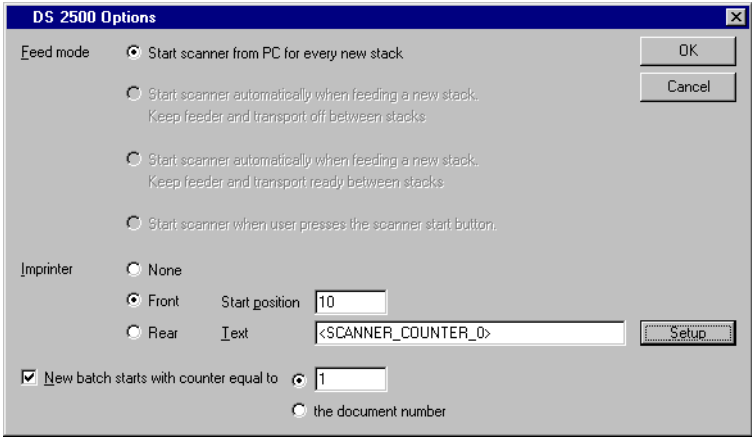 DS 2500 Options
Feed mode
Start scanner from PC for every new stack
OK
Cancel
Start scanner automatically when feeding a new stack.
Keep feeder and transport off between stacks
Start scanner automatically when feeding a new stack.
Keep feeder and transport ready between stacks
Start scanner when user presses the scanner start button.
Imprinter
None
Front Start position 10
Rear Text <SCANNER_COUNTER_0> Setup
New batch starts with counter equal to 1
the document number